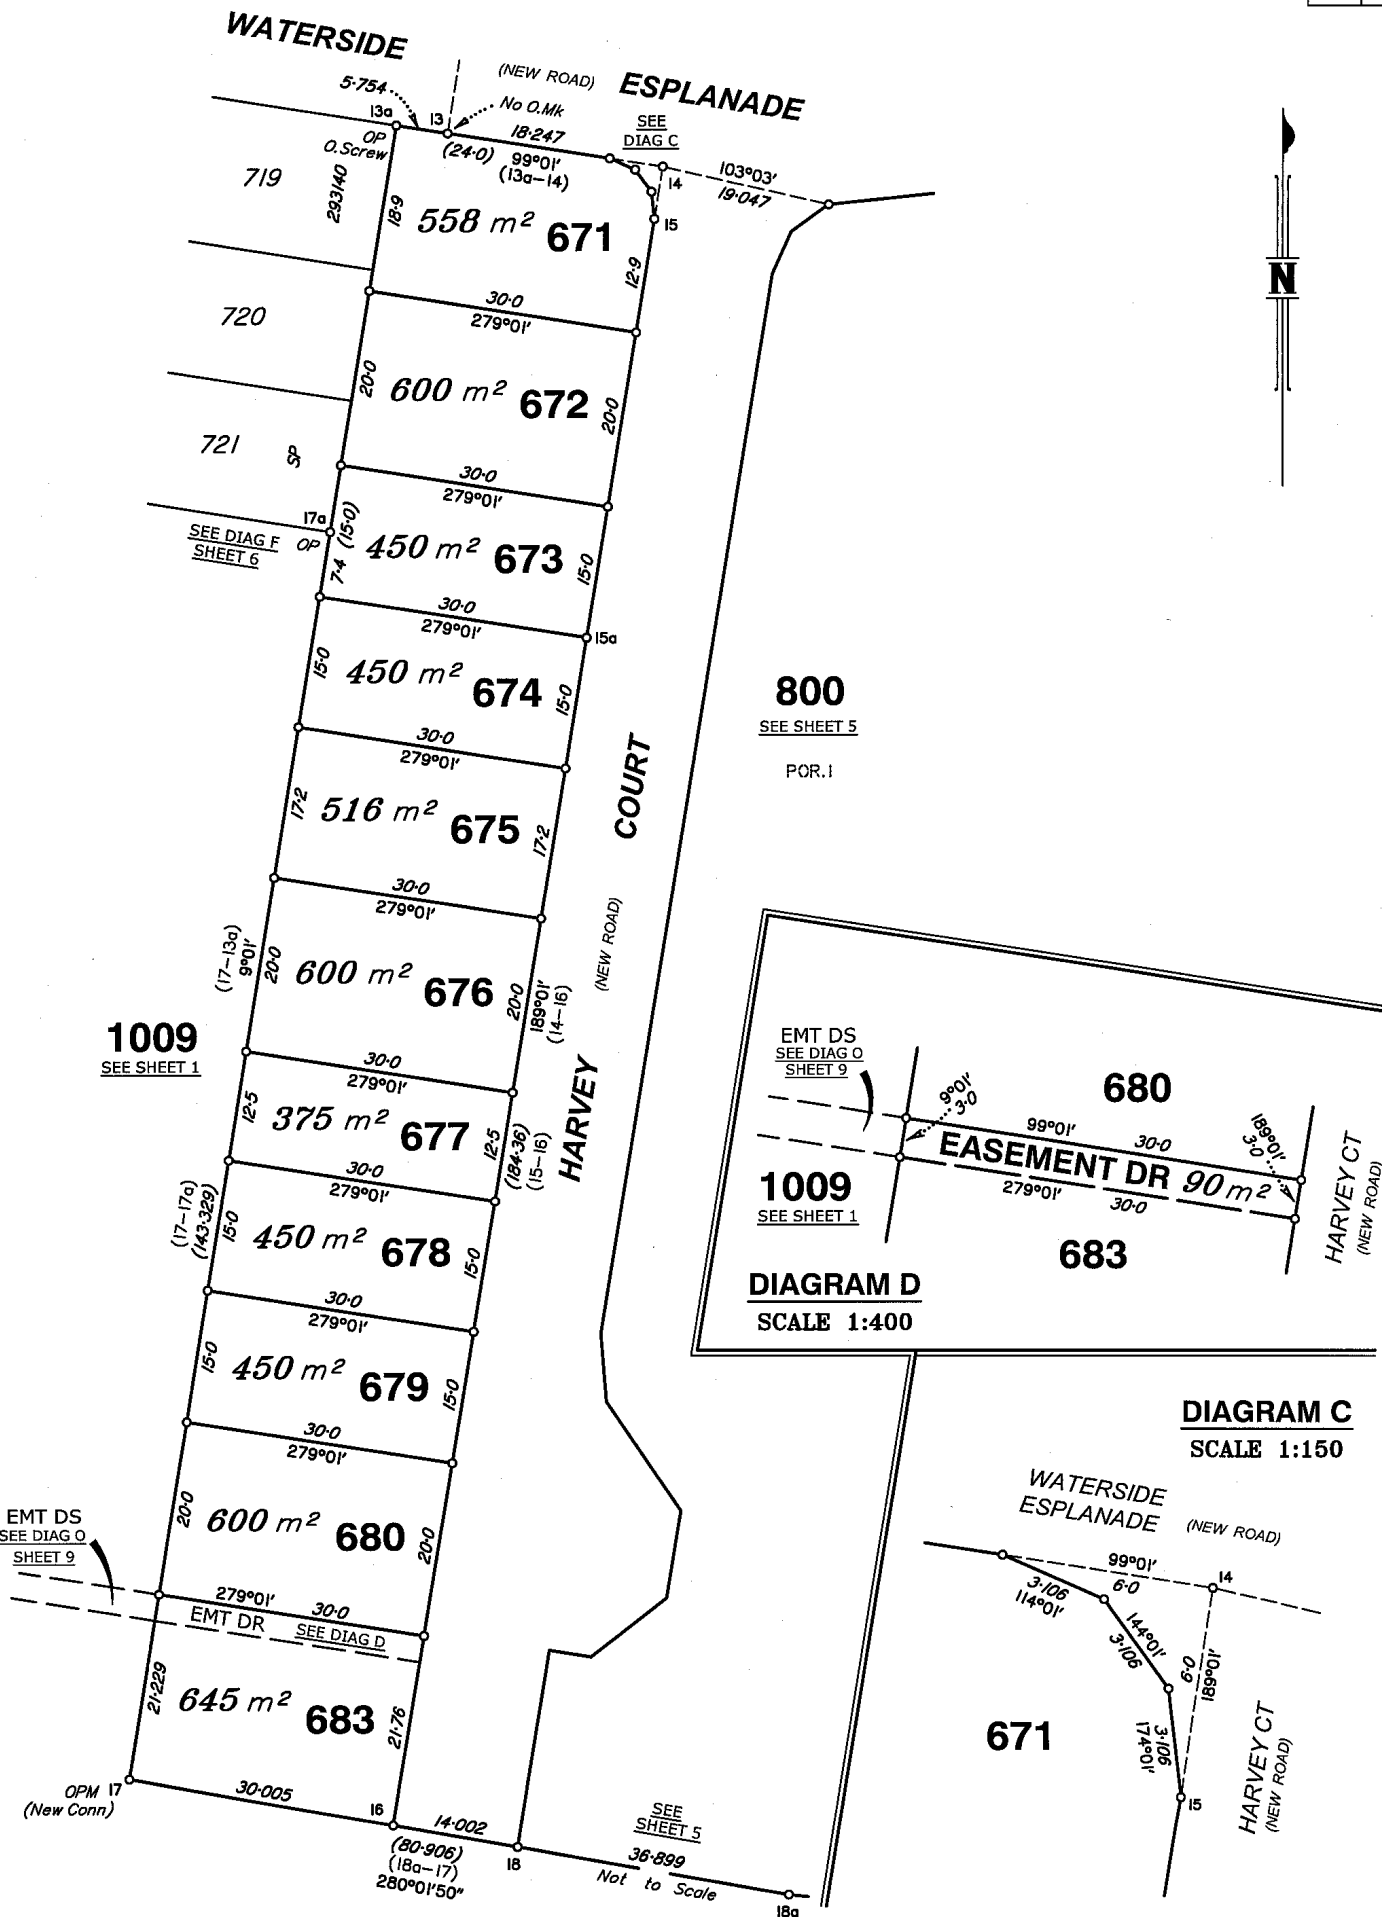 WATERSIDE
(NEW ROAD)
ESPLANADE
5·754
13a
13
No O.Mk
18·247
SEE
DIAG C
OP
O.Screw
(24·0)
99°01'
(13a–14)
14
103°03'
19·047
719
293140
18·9
558 m² 671
15
12·9
N
30·0
279°01'
720
20·0
600 m² 672
20·0
721
SP
30·0
279°01'
17a
SEE DIAG F
SHEET 6
OP
(15·0)
7·4
450 m² 673
15·0
30·0
279°01'
15a
15·0
450 m² 674
15·0
800
SEE SHEET 5
POR.1
30·0
279°01'
COURT
17·2
516 m² 675
17·2
30·0
279°01'
(NEW ROAD)
(17–13a)
9°01'
20·0
600 m² 676
20·0
189°01'
(14–16)
1009
SEE SHEET 1
30·0
279°01'
HARVEY
12·5
375 m² 677
12·5
(184·36)
(15–16)
30·0
279°01'
(17–17a)
(143·329)
15·0
450 m² 678
15·0
30·0
279°01'
15·0
450 m² 679
15·0
30·0
279°01'
20·0
600 m² 680
20·0
EMT DS
SEE DIAG O
SHEET 9
279°01'
30·0
EMT DR
SEE DIAG D
21·229
645 m² 683
21·76
OPM 17
(New Conn)
30·005
16
14·002
(80·906)
(18a–17)
280°01'50"
18
SEE
SHEET 5
36·899
Not to Scale
18a
EMT DS
SEE DIAG O
SHEET 9
9°01'
3·0
680
99°01'
30·0
189°01'
3·0
EASEMENT DR 90 m²
1009
SEE SHEET 1
279°01'
30·0
683
HARVEY CT
(NEW ROAD)
DIAGRAM D
SCALE 1:400
DIAGRAM C
SCALE 1:150
WATERSIDE
ESPLANADE
(NEW ROAD)
99°01'
6·0
14
3·106
114°01'
144°01'
3·106
6·0
189°01'
671
3·106
174°01'
15
HARVEY CT
(NEW ROAD)